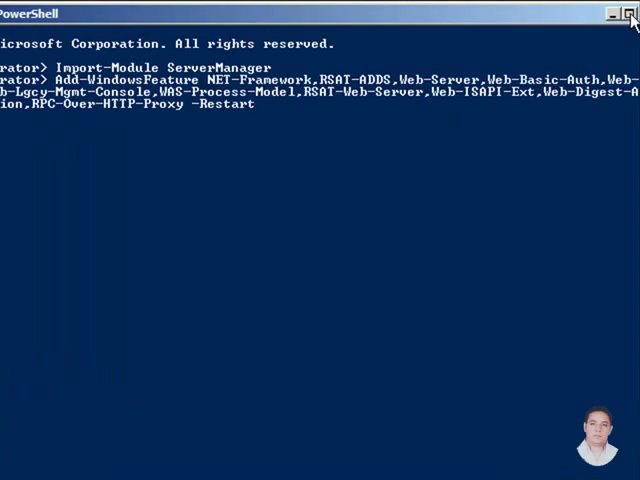 PowerShell
icrosoft Corporation. All rights reserved.
rator> Import-Module ServerManager
rator> Add-WindowsFeature NET-Framework,RSAT-ADDS,Web-Server,Web-Basic-Auth,Web-
b-Lgcy-Mgmt-Console,WAS-Process-Model,RSAT-Web-Server,Web-ISAPI-Ext,Web-Digest-A
ion,RPC-Over-HTTP-Proxy -Restart